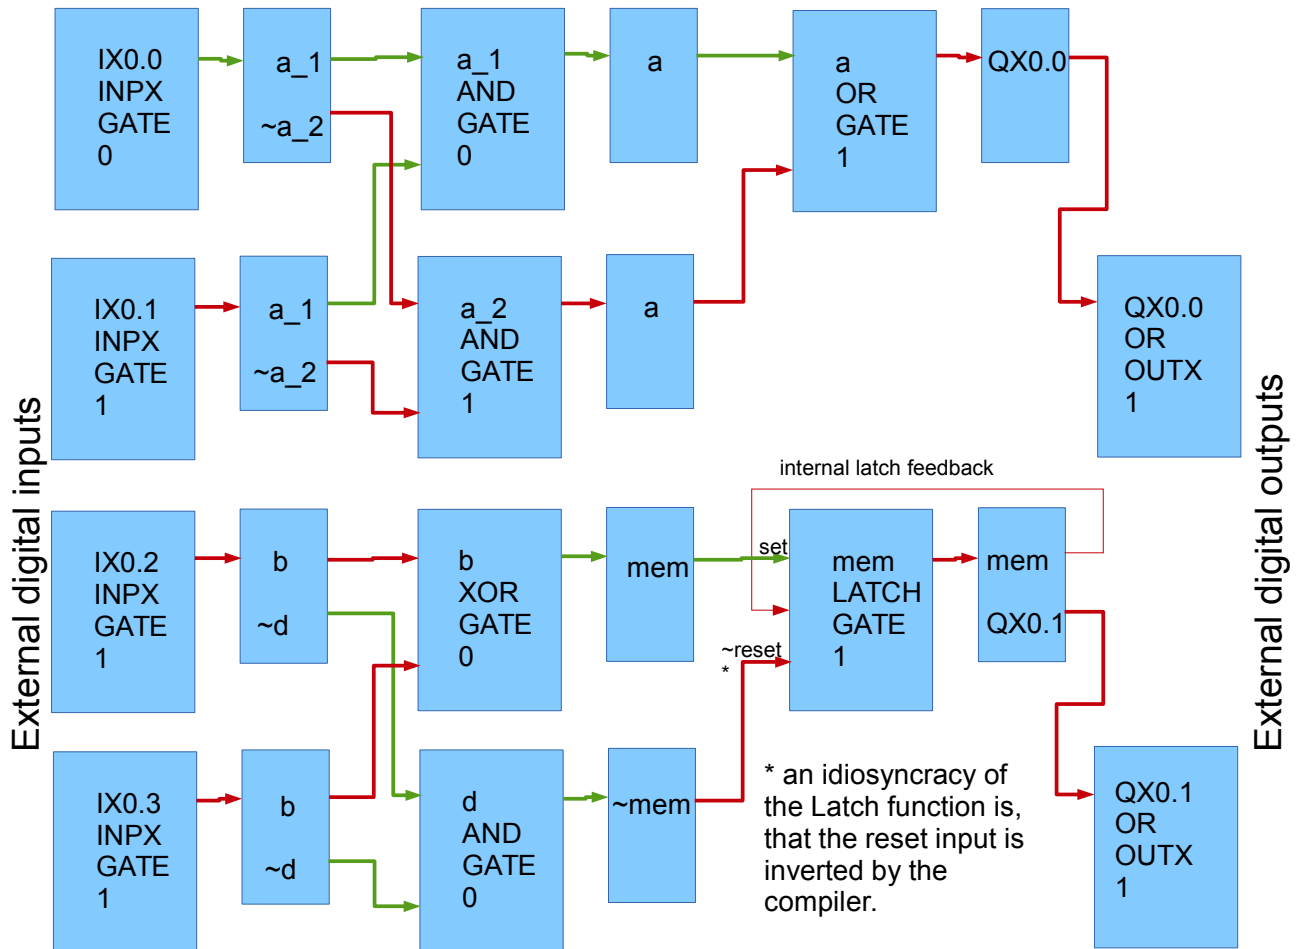 IX0.0
INPX
GATE
0
a_1
~a_2
a_1
AND
GATE
0
a
a
OR
GATE
1
QX0.0
IX0.1
INPX
GATE
1
a_1
~a_2
a_2
AND
GATE
1
a
QX0.0
OR
OUTX
1
External digital inputs
External digital outputs
internal latch feedback
IX0.2
INPX
GATE
1
b
~d
b
XOR
GATE
0
mem
set
~reset
*
mem
LATCH
GATE
1
mem
QX0.1
IX0.3
INPX
GATE
1
b
~d
d
AND
GATE
0
~mem
* an idiosyncracy of
the Latch function is,
that the reset input is
inverted by the
compiler.
QX0.1
OR
OUTX
1